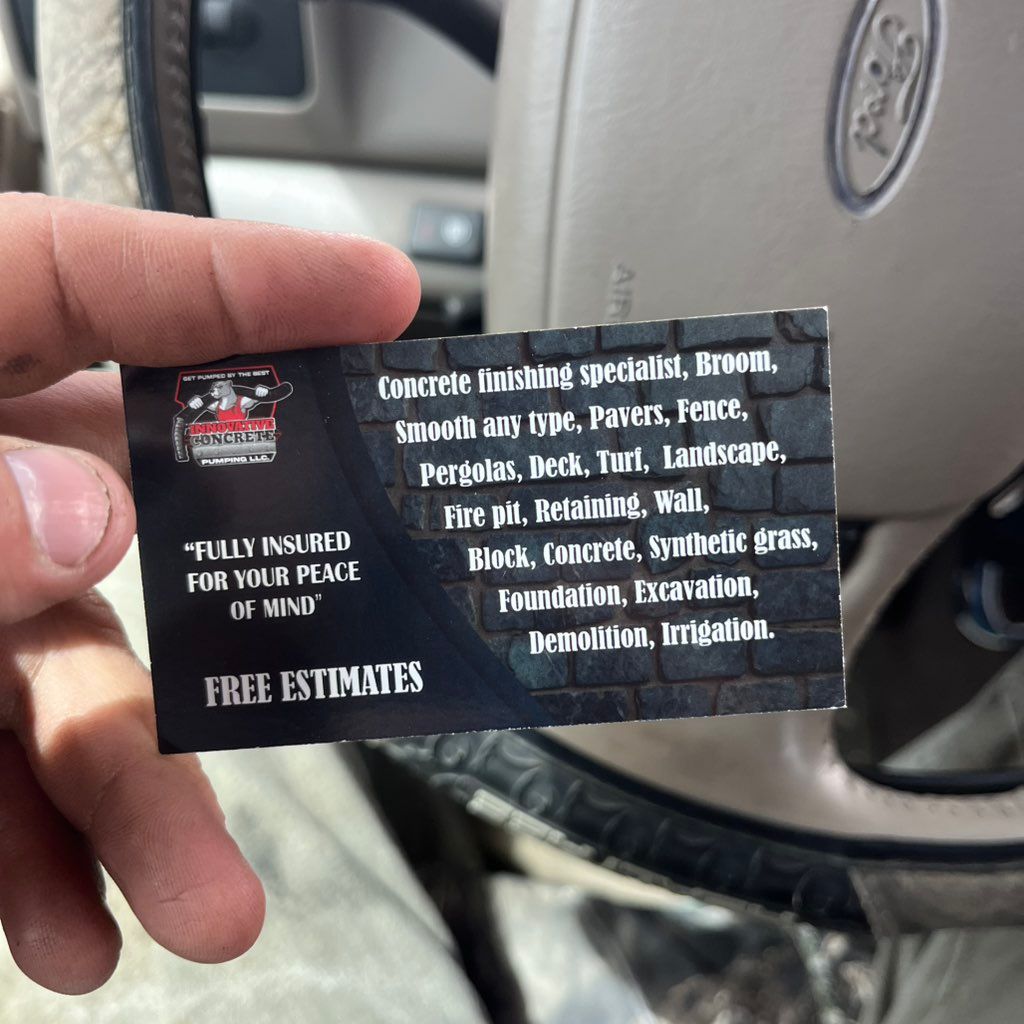 Ford
AIR
GET PUMPED BY THE BEST
INNOVATIVE
CONCRETE
PUMPING LLC.
"FULLY INSURED
FOR YOUR PEACE
OF MIND"
FREE ESTIMATES
Concrete finishing specialist, Broom,
Smooth any type, Pavers, Fence,
Pergolas, Deck, Turf, Landscape,
Fire pit, Retaining, Wall,
Block, Concrete, Synthetic grass,
Foundation, Excavation,
Demolition, Irrigation.